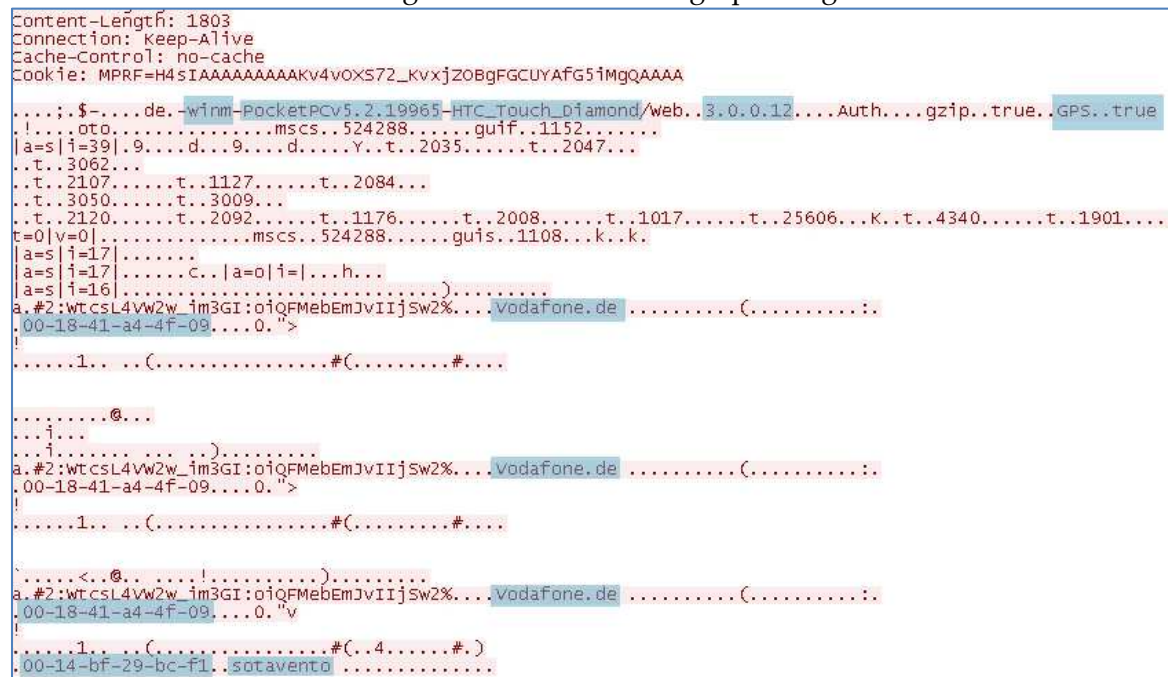 Content-Length: 1803
Connection: Keep-Alive
Cache-Control: no-cache
Cookie: MPRF=H4sIAAAAAAAAAKv4vOXS72_KvxjZOBgFGCUYAfG5iMgQAAAA
....;.$-....de.-winm-PocketPCv5.2.19965-HTC_Touch_Diamond/web..3.0.0.12....Auth....gzip..true..GPS..true
.!....oto...............mscs..524288......guif..1152.......
|a=s|i=39|.9....d...9....d.....Y..t..2035......t..2047...
..t..3062...
..t..2107......t..1127......t..2084...
..t..3050......t..3009...
..t..2120......t..2092......t..1176......t..2008......t..1017......t..25606...K..t..4340......t..1901....
t=0|v=0|..............mscs..524288......guis..1108...k..k.
|a=s|i=17|.......
|a=s|i=17|......c..|a=o|i=|...h...
|a=s|i=16|..............................).........
a.#2:WtcsL4VW2w_im3GI:oiQFMebEmJvIIjSw2%....Vodafone.de ..........(..........:.
.00-18-41-a4-4f-09....0.">
!
......1.. ..(................#(.........#....
.........@...
...i...
...i....... ... ..).........
a.#2:WtcsL4VW2w_im3GI:oiQFMebEmJvIIjSw2%....Vodafone.de ..........(..........:.
.00-18-41-a4-4f-09....0.">
!
......1.. ..(................#(.........#....
`.....<..@.. ....!..........).........
a.#2:WtcsL4VW2w_im3GI:oiQFMebEmJvIIjSw2%....Vodafone.de ..........(..........:.
.00-18-41-a4-4f-09....0."v
!
......1.. ..(................#(..4......#.)
.00-14-bf-29-bc-f1..sotavento ..............